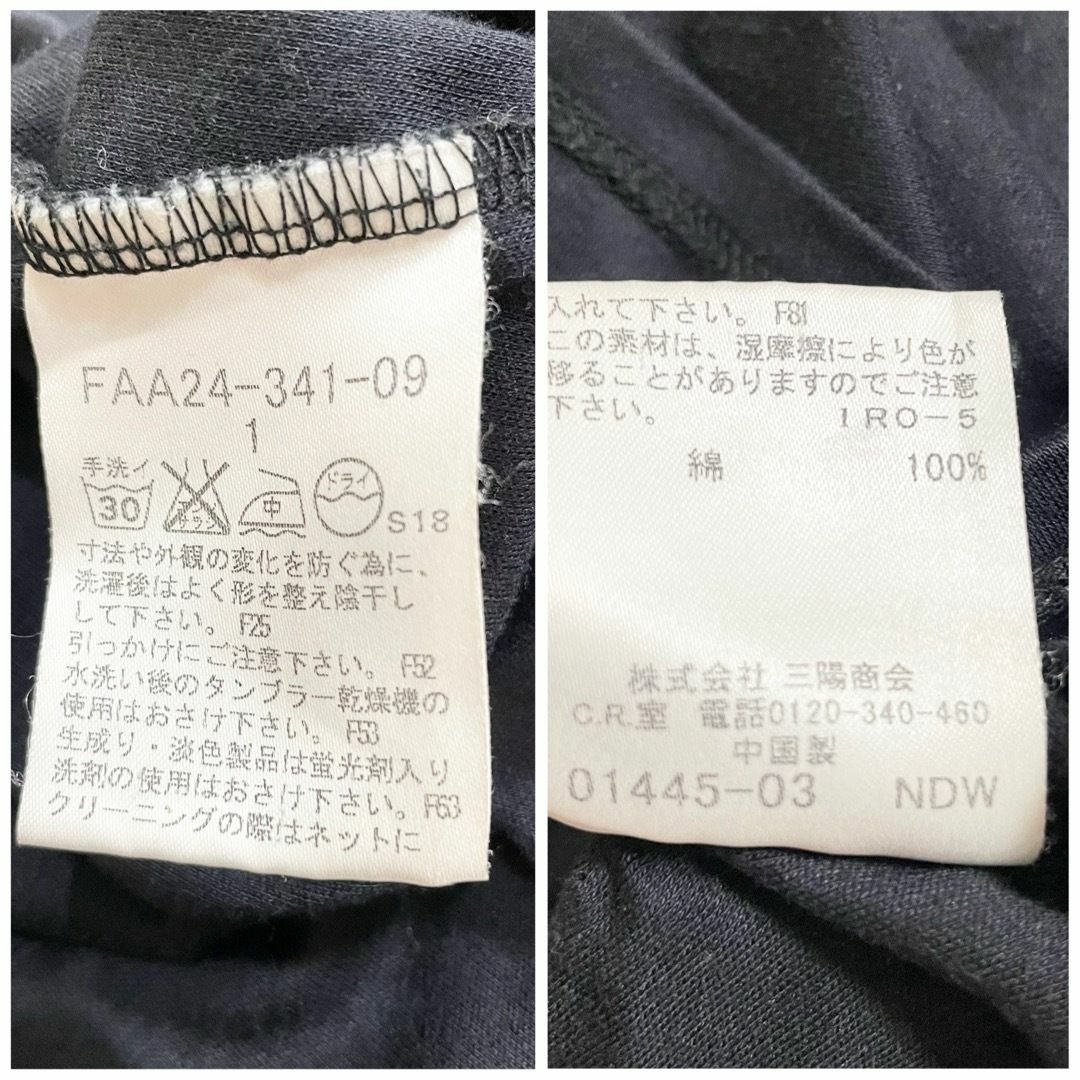 FAA24-341-09
1
手洗イ
30
中
ドライ
S18
寸法や外観の変化を防ぐ為に、
洗濯後はよく形を整え陰干し
して下さい。 F25
引っかけにご注意下さい。 F52
水洗い後のタンブラー乾燥機の
使用はおさけ下さい。 F53
生成り・淡色製品は蛍光剤入り
洗剤の使用はおさけ下さい。 F63
クリーニングの際はネットに
入れて下さい。 F81
この素材は、湿摩擦により色が
移ることがありますのでご注意
下さい。 IRO-5
綿 100%
株式会社 三陽商会
C.R.室 電話0120-340-460
中国製
01445-03 NDW